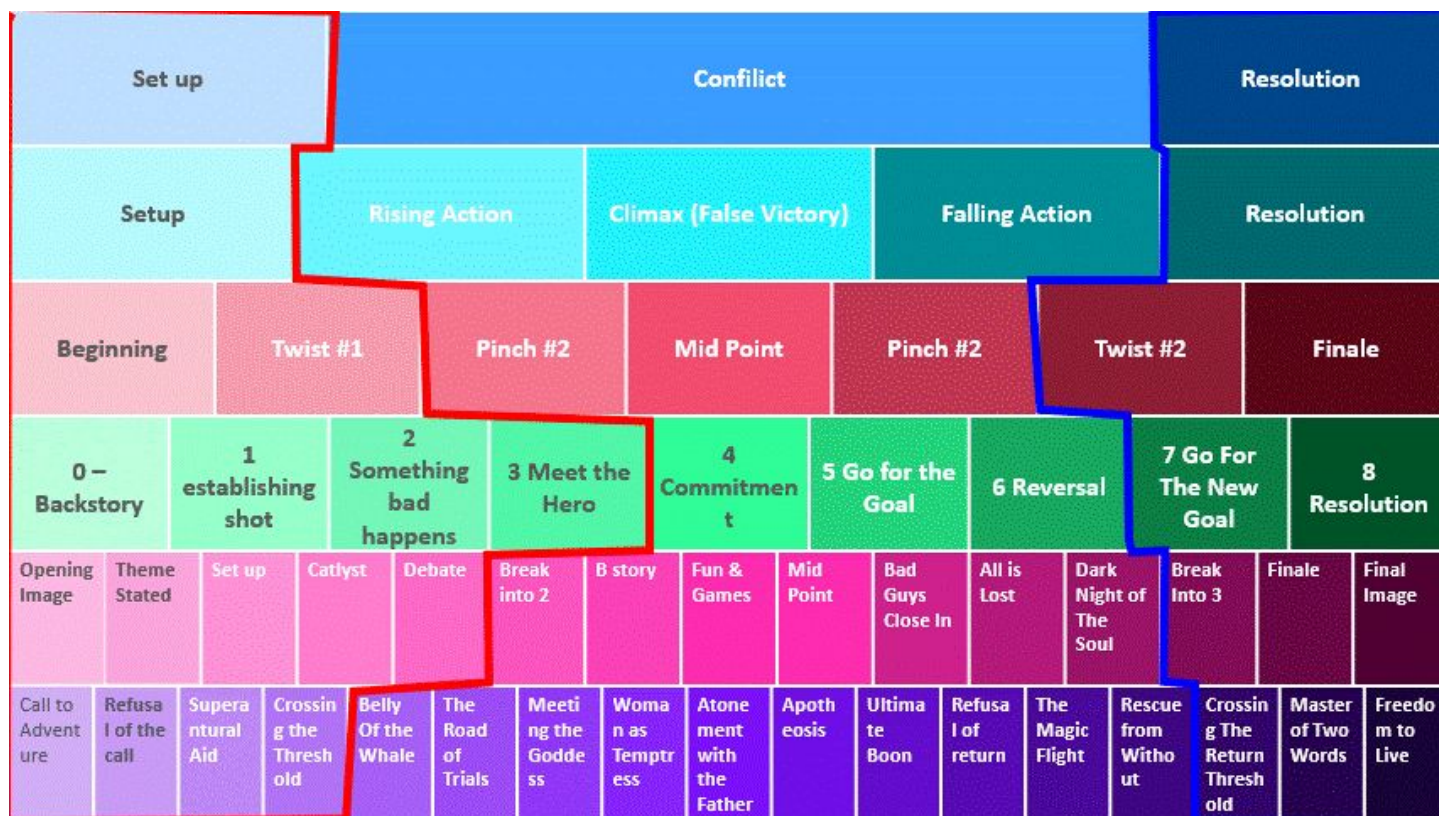 Set up
Confilict
Resolution
Setup
Rising Action
Climax (False Victory)
Falling Action
Resolution
Beginning
Twist #1
Pinch #2
Mid Point
Pinch #2
Twist #2
Finale
0 –
Backstory
1
establishing
shot
2
Something
bad
happens
3 Meet the
Hero
4
Commitmen
t
5 Go for the
Goal
6 Reversal
7 Go For
The New
Goal
8
Resolution
Opening
Image
Theme
Stated
Set up
Catlyst
Debate
Break
into 2
B story
Fun &
Games
Mid
Point
Bad
Guys
Close In
All is
Lost
Dark
Night of
The
Soul
Break
Into 3
Finale
Final
Image
Call to
Advent
ure
Refusa
l of the
call
Supera
ntural
Aid
Crossin
g the
Thresh
old
Belly
Of the
Whale
The
Road
of
Trials
Meeti
ng the
Godde
ss
Woma
n as
Temptr
ess
Atone
ment
with
the
Father
Apoth
eosis
Ultima
te
Boon
Refusa
l of
return
The
Magic
Flight
Rescue
from
Witho
ut
Crossin
g The
Return
Thresh
old
Master
of Two
Words
Freedo
m to
Live